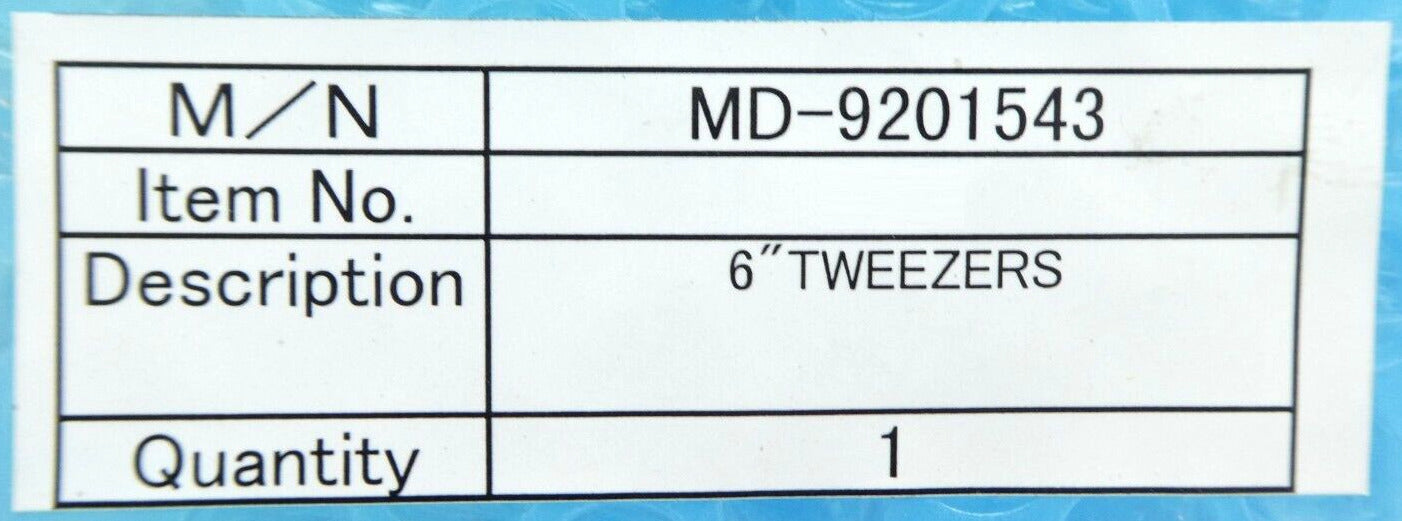 M／N MD-9201543
Item No.
Description 6″TWEEZERS
Quantity 1